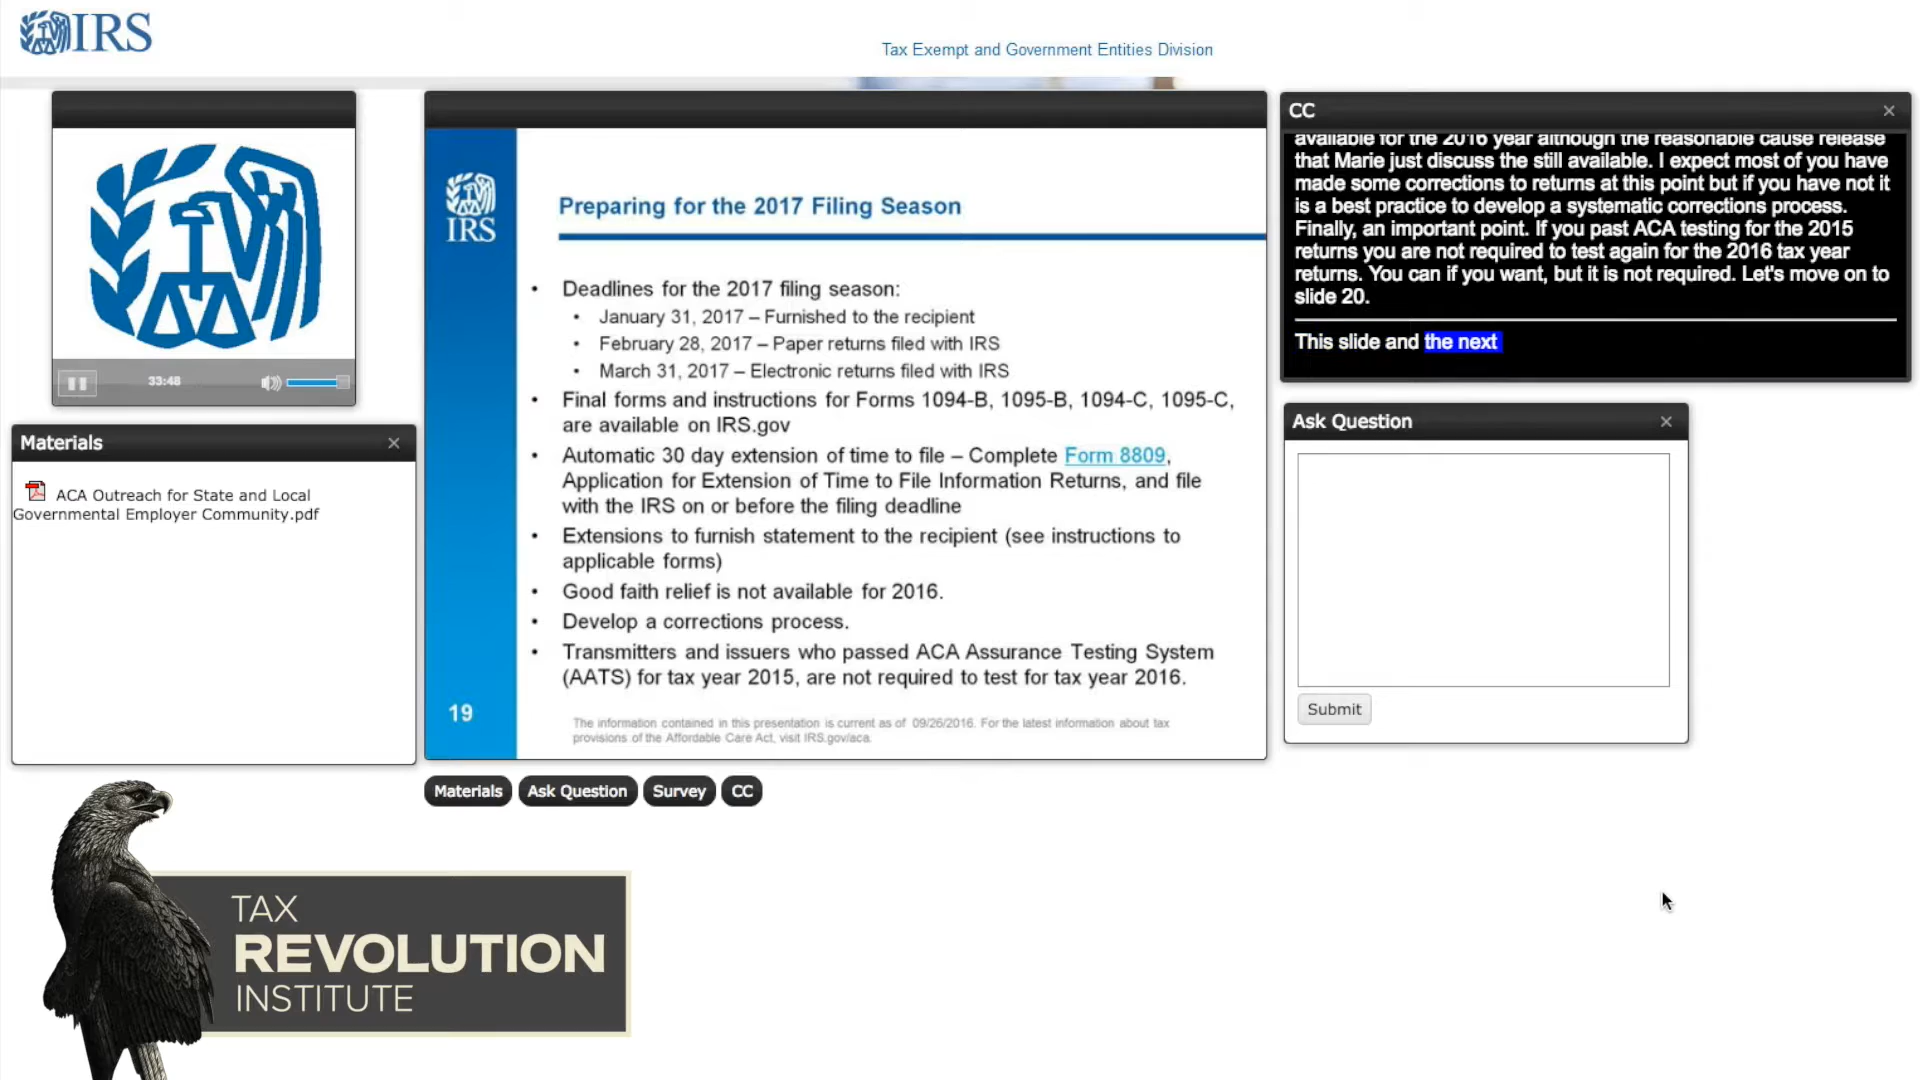 IRS
Tax Exempt and Government Entities Division
33:48
Materials
ACA Outreach for State and Local
Governmental Employer Community.pdf
IRS
Preparing for the 2017 Filing Season
• Deadlines for the 2017 filing season:
• January 31, 2017 – Furnished to the recipient
• February 28, 2017 – Paper returns filed with IRS
• March 31, 2017 – Electronic returns filed with IRS
• Final forms and instructions for Forms 1094-B, 1095-B, 1094-C, 1095-C,
are available on IRS.gov
• Automatic 30 day extension of time to file – Complete Form 8809,
Application for Extension of Time to File Information Returns, and file
with the IRS on or before the filing deadline
• Extensions to furnish statement to the recipient (see instructions to
applicable forms)
• Good faith relief is not available for 2016.
• Develop a corrections process.
• Transmitters and issuers who passed ACA Assurance Testing System
(AATS) for tax year 2015, are not required to test for tax year 2016.
19
The information contained in this presentation is current as of 09/26/2016. For the latest information about tax
provisions of the Affordable Care Act, visit IRS.gov/aca.
CC
available for the 2016 year although the reasonable cause release
that Marie just discuss the still available. I expect most of you have
made some corrections to returns at this point but if you have not it
is a best practice to develop a systematic corrections process.
Finally, an important point. If you past ACA testing for the 2015
returns you are not required to test again for the 2016 tax year
returns. You can if you want, but it is not required. Let's move on to
slide 20.
This slide and the next
Ask Question
Submit
Materials Ask Question Survey CC
TAX
REVOLUTION
INSTITUTE